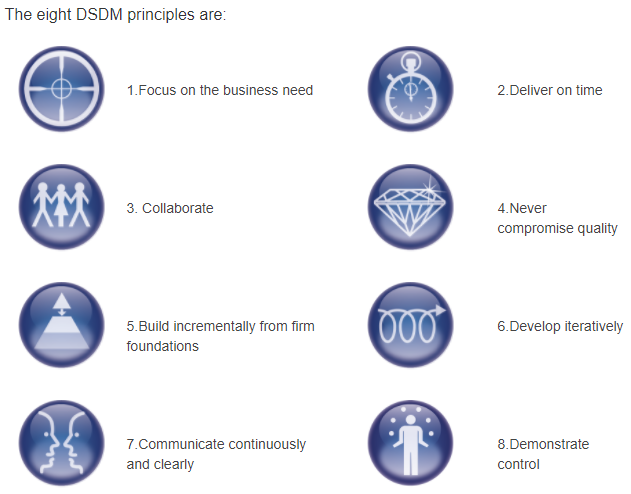 The eight DSDM principles are:
1.Focus on the business need
2.Deliver on time
3. Collaborate
4.Never
compromise quality
5.Build incrementally from firm
foundations
6.Develop iteratively
7.Communicate continuously
and clearly
8.Demonstrate
control